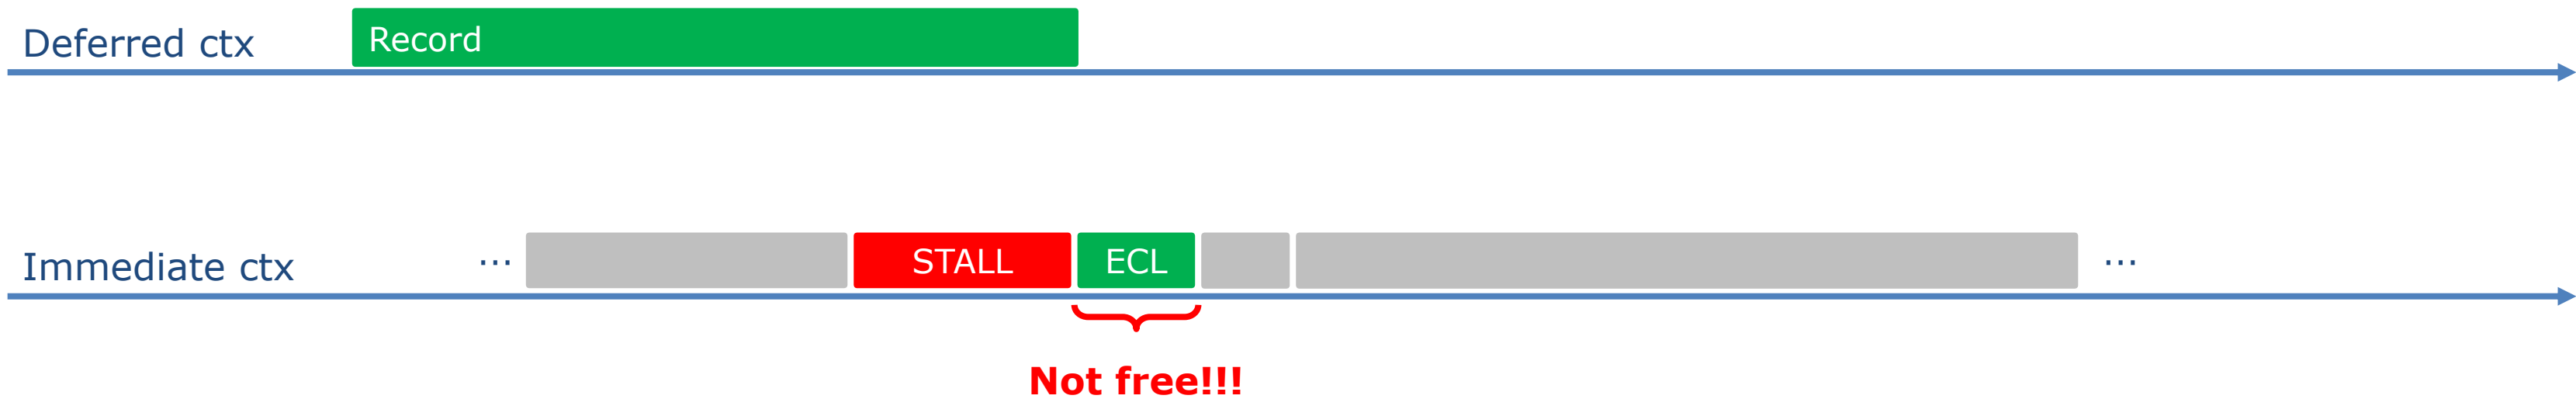 Deferred ctx
Record
Immediate ctx
...
STALL
ECL
...
Not free!!!